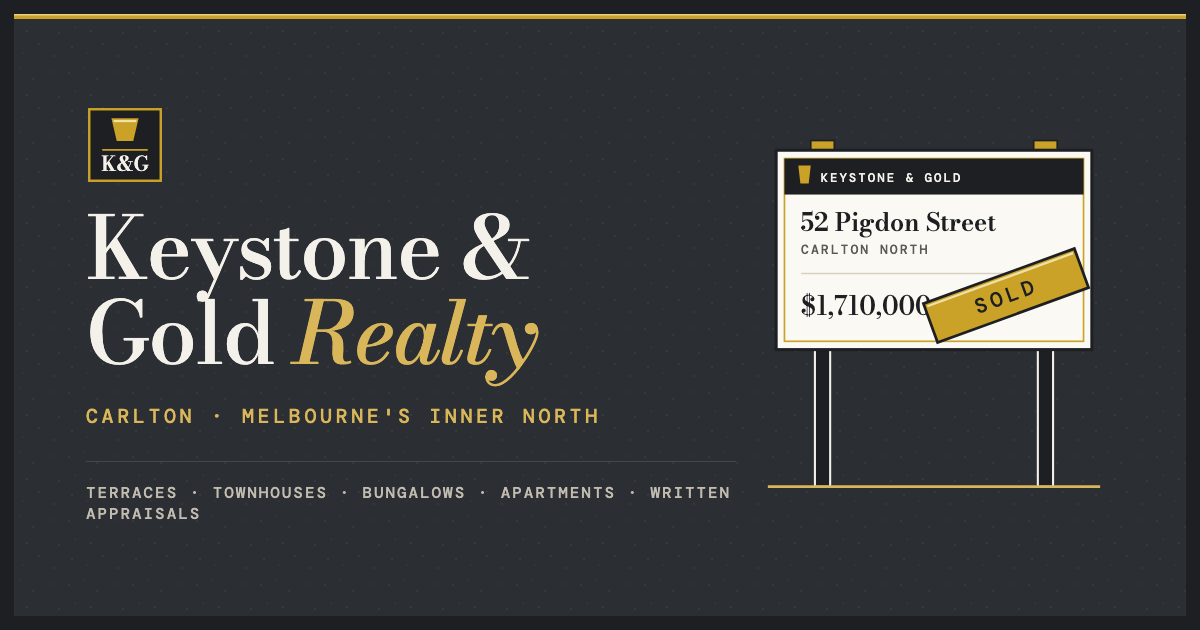 K&G
Keystone &
Gold Realty
CARLTON · MELBOURNE'S INNER NORTH
TERRACES · TOWNHOUSES · BUNGALOWS · APARTMENTS · WRITTEN
APPRAISALS
KEYSTONE & GOLD
52 Pigdon Street
CARLTON NORTH
$1,710,000
SOLD